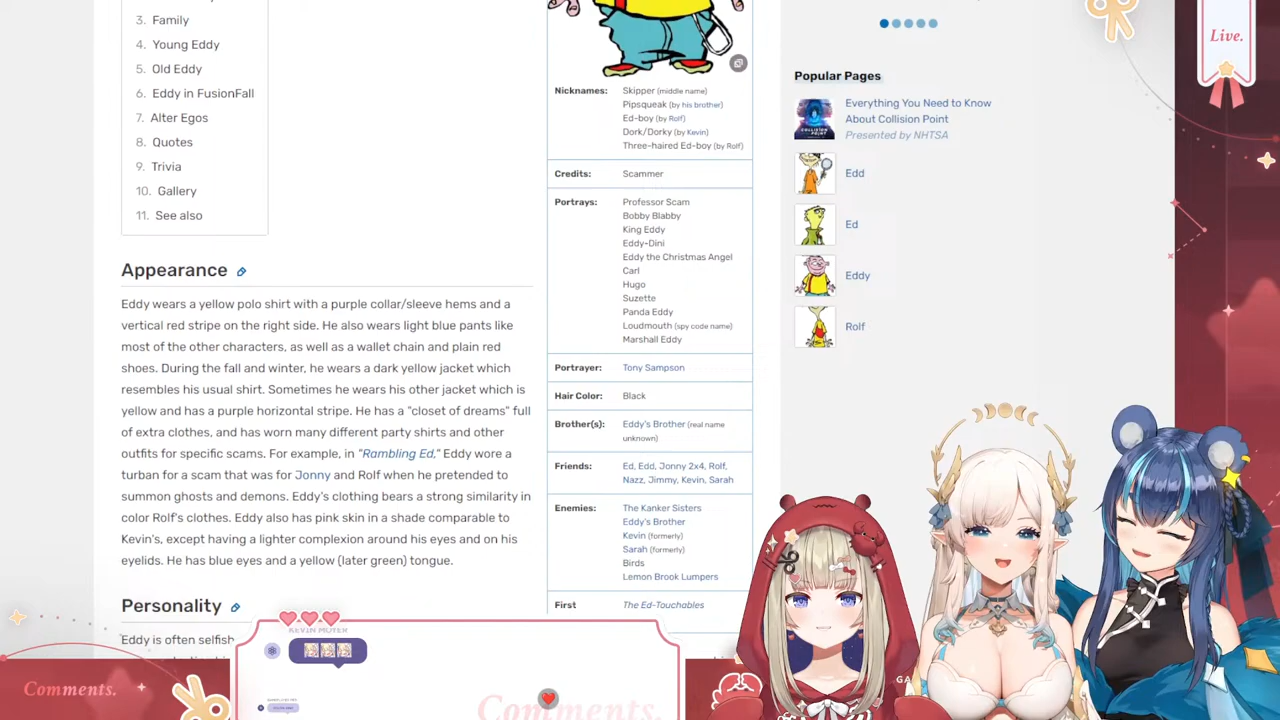 3. Family
4. Young Eddy
5. Old Eddy
6. Eddy in FusionFall
7. Alter Egos
8. Quotes
9. Trivia
10. Gallery
11. See also
Appearance
Eddy wears a yellow polo shirt with a purple collar/sleeve hems and a
vertical red stripe on the right side. He also wears light blue pants like
most of the other characters, as well as a wallet chain and plain red
shoes. During the fall and winter, he wears a dark yellow jacket which
resembles his usual shirt. Sometimes he wears his other jacket which is
yellow and has a purple horizontal stripe. He has a "closet of dreams" full
of extra clothes, and has worn many different party shirts and other
outfits for specific scams. For example, in "Rambling Ed," Eddy wore a
turban for a scam that was for Jonny and Rolf when he pretended to
summon ghosts and demons. Eddy's clothing bears a strong similarity in
color Rolf's clothes. Eddy also has pink skin in a shade comparable to
Kevin's, except having a lighter complexion around his eyes and on his
eyelids. He has blue eyes and a yellow (later green) tongue.
Personality
Eddy is often selfish
Nicknames: Skipper (middle name)
Pipsqueak (by his brother)
Ed-boy (by Rolf)
Dork/Dorky (by Kevin)
Three-haired Ed-boy (by Rolf)
Credits: Scammer
Portrays: Professor Scam
Bobby Blabby
King Eddy
Eddy-Dini
Eddy the Christmas Angel
Carl
Hugo
Suzette
Panda Eddy
Loudmouth (spy code name)
Marshall Eddy
Portrayer: Tony Sampson
Hair Color: Black
Brother(s): Eddy's Brother (real name
unknown)
Friends: Ed, Edd, Jonny 2x4, Rolf,
Nazz, Jimmy, Kevin, Sarah
Enemies: The Kanker Sisters
Eddy's Brother
Kevin (formerly)
Sarah (formerly)
Birds
Lemon Brook Lumpers
First The Ed-Touchables
Popular Pages
Everything You Need to Know
About Collision Point
Presented by NHTSA
Edd
Ed
Eddy
Rolf
Live.
Comments.
KEVIN MOYER
Comments.
GA